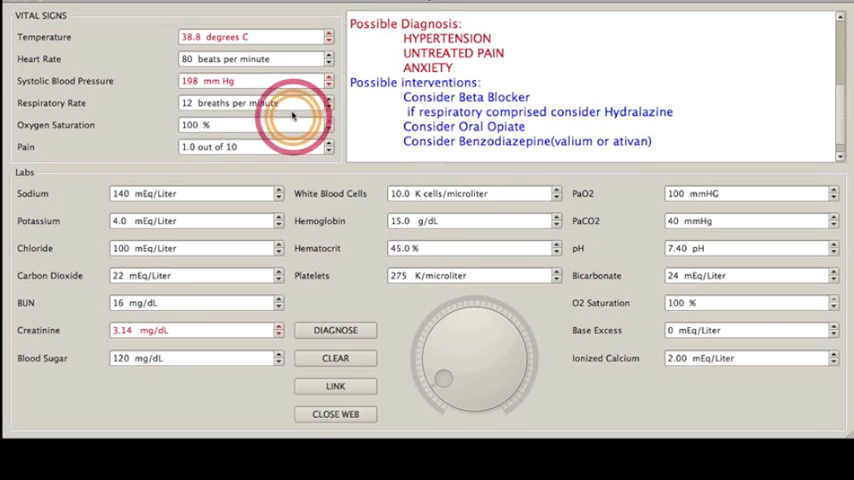 VITAL SIGNS
Temperature 38.8 degrees C
Heart Rate 80 beats per minute
Systolic Blood Pressure 198 mm Hg
Respiratory Rate 12 breaths per minute
Oxygen Saturation 100 %
Pain 1.0 out of 10
Possible Diagnosis:
HYPERTENSION
UNTREATED PAIN
ANXIETY
Possible interventions:
Consider Beta Blocker
if respiratory comprised consider Hydralazine
Consider Oral Opiate
Consider Benzodiazepine(valium or ativan)
Labs
Sodium 140 mEq/Liter White Blood Cells 10.0 K cells/microliter PaO2 100 mmHG
Potassium 4.0 mEq/Liter Hemoglobin 15.0 g/dL PaCO2 40 mmHg
Chloride 100 mEq/Liter Hematocrit 45.0 % pH 7.40 pH
Carbon Dioxide 22 mEq/Liter Platelets 275 K/microliter Bicarbonate 24 mEq/Liter
BUN 16 mg/dL O2 Saturation 100 %
Creatinine 3.14 mg/dL DIAGNOSE Base Excess 0 mEq/Liter
Blood Sugar 120 mg/dL CLEAR Ionized Calcium 2.00 mEq/Liter
LINK
CLOSE WEB